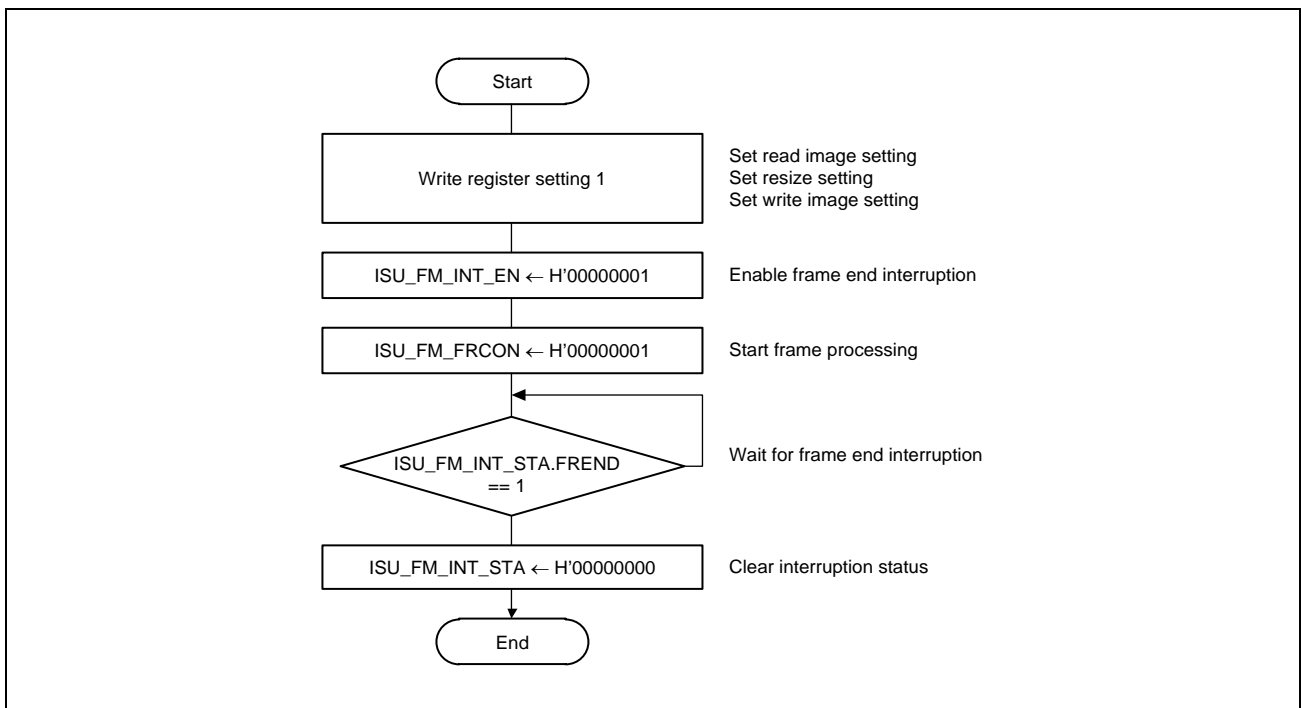 Start
Write register setting 1
Set read image setting
Set resize setting
Set write image setting
ISU_FM_INT_EN ← H’00000001
Enable frame end interruption
ISU_FM_FRCON ← H’00000001
Start frame processing
ISU_FM_INT_STA.FREND
== 1
Wait for frame end interruption
ISU_FM_INT_STA ← H’00000000
Clear interruption status
End